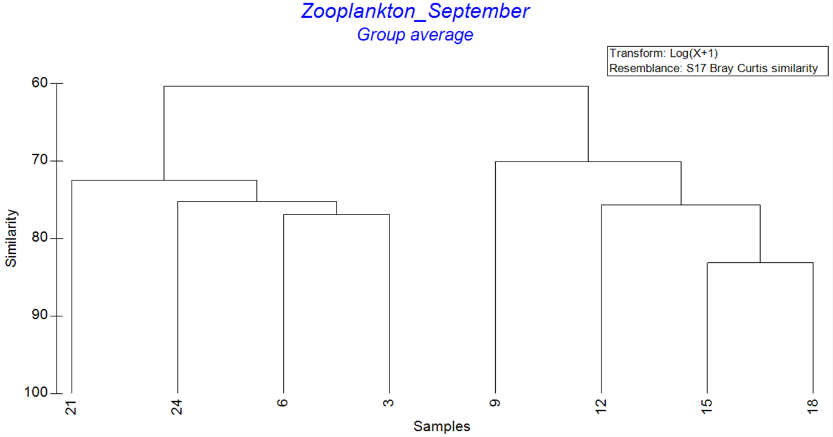 Zooplankton_September
Group average
Transform: Log(X+1)
Resemblance: S17 Bray Curtis similarity
60
70
80
90
100
Similarity
21 24 6 3 9 12 15 18
Samples